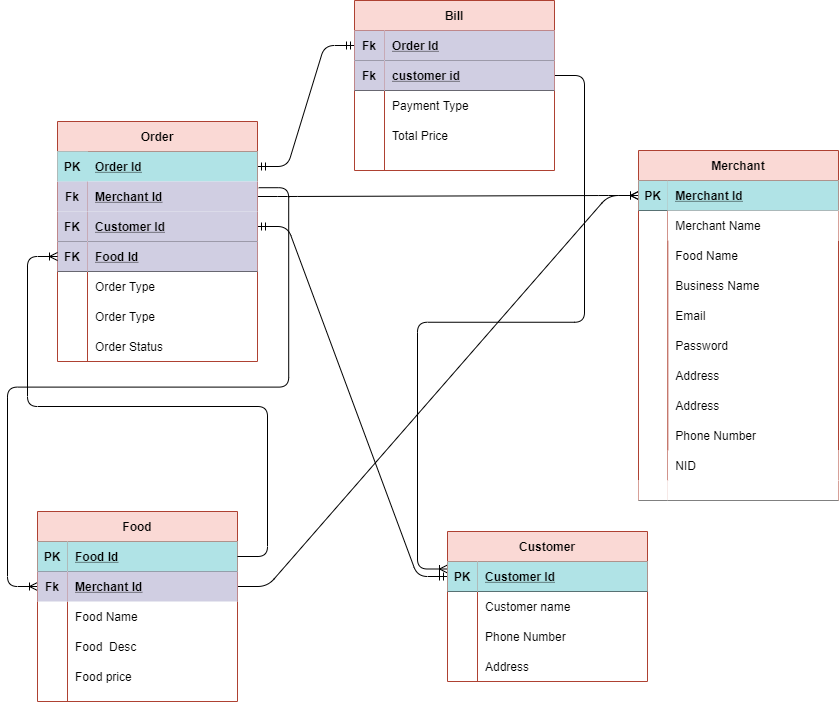 Bill
Fk Order Id
Fk customer id
Payment Type
Total Price
Order
PK Order Id
Fk Merchant Id
FK Customer Id
FK Food Id
Order Type
Order Type
Order Status
Merchant
PK Merchant Id
Merchant Name
Food Name
Business Name
Email
Password
Address
Address
Phone Number
NID
Food
PK Food Id
Fk Merchant Id
Food Name
Food  Desc
Food price
Customer
PK Customer Id
Customer name
Phone Number
Address